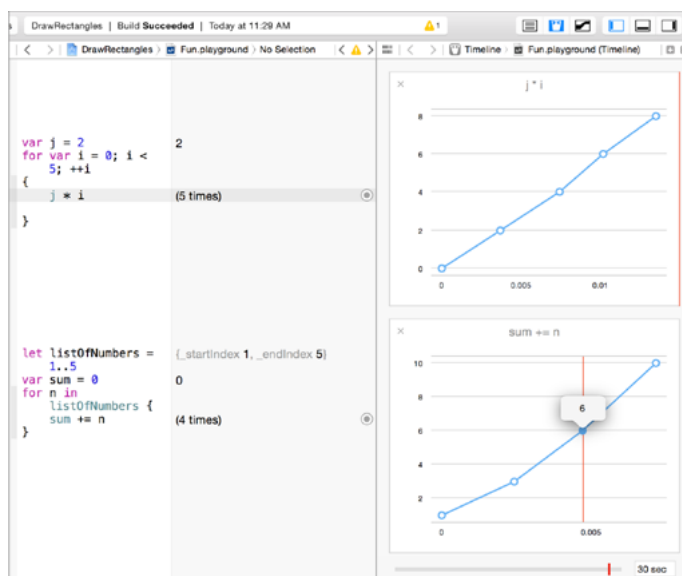 DrawRectangles | Build Succeeded | Today at 11:29 AM 1
DrawRectangles Fun.playground No Selection
Timeline Fun.playground (Timeline)
var j = 2 2
for var i = 0; i <
5; ++i
{
j * i (5 times)
}
let listOfNumbers = {_startIndex 1, _endIndex 5}
1..5
var sum = 0 0
for n in
listOfNumbers {
sum += n (4 times)
}
j * i
8
6
4
2
0
0 0.005 0.01
sum += n
10
8
6
6
4
2
0 0.005
30 sec